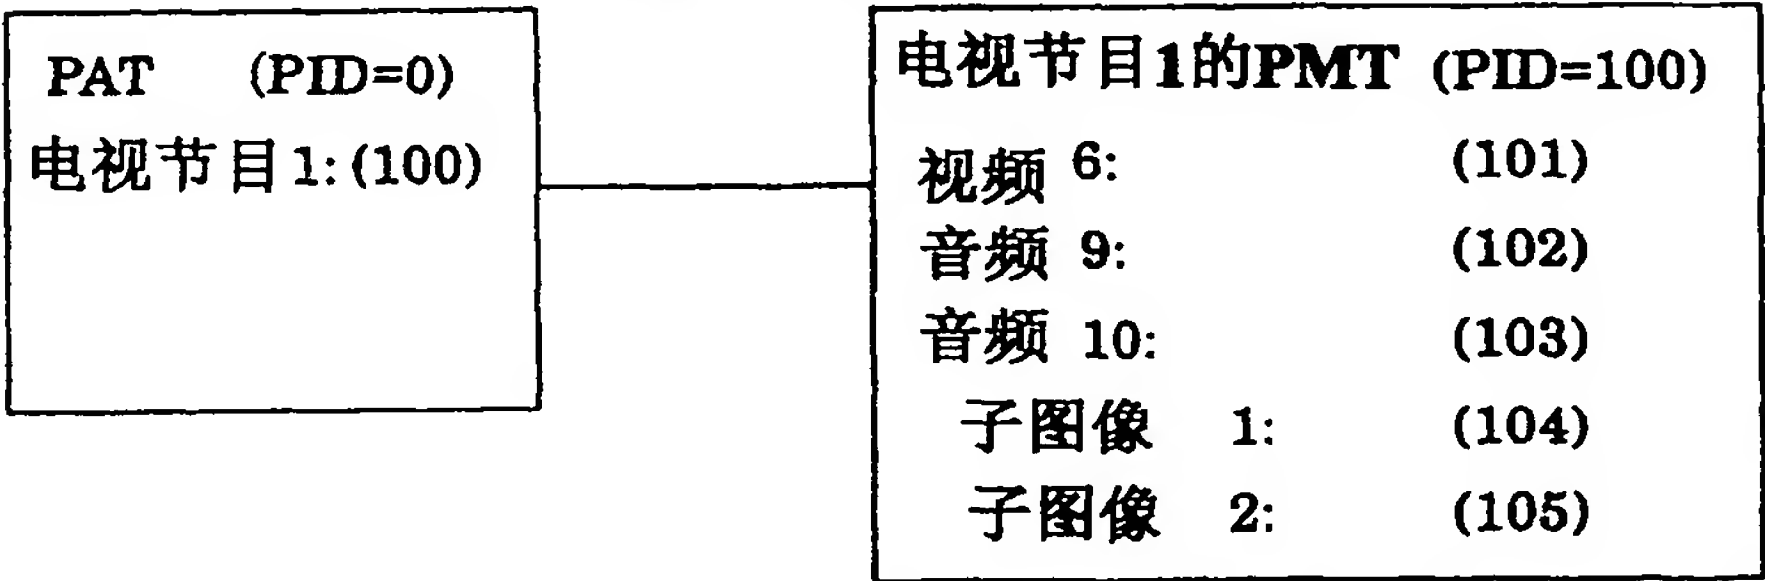 PAT (PID=0)
电视节目1:(100)
电视节目1的PMT (PID=100)
视频 6: (101)
音频 9: (102)
音频 10: (103)
子图像 1: (104)
子图像 2: (105)